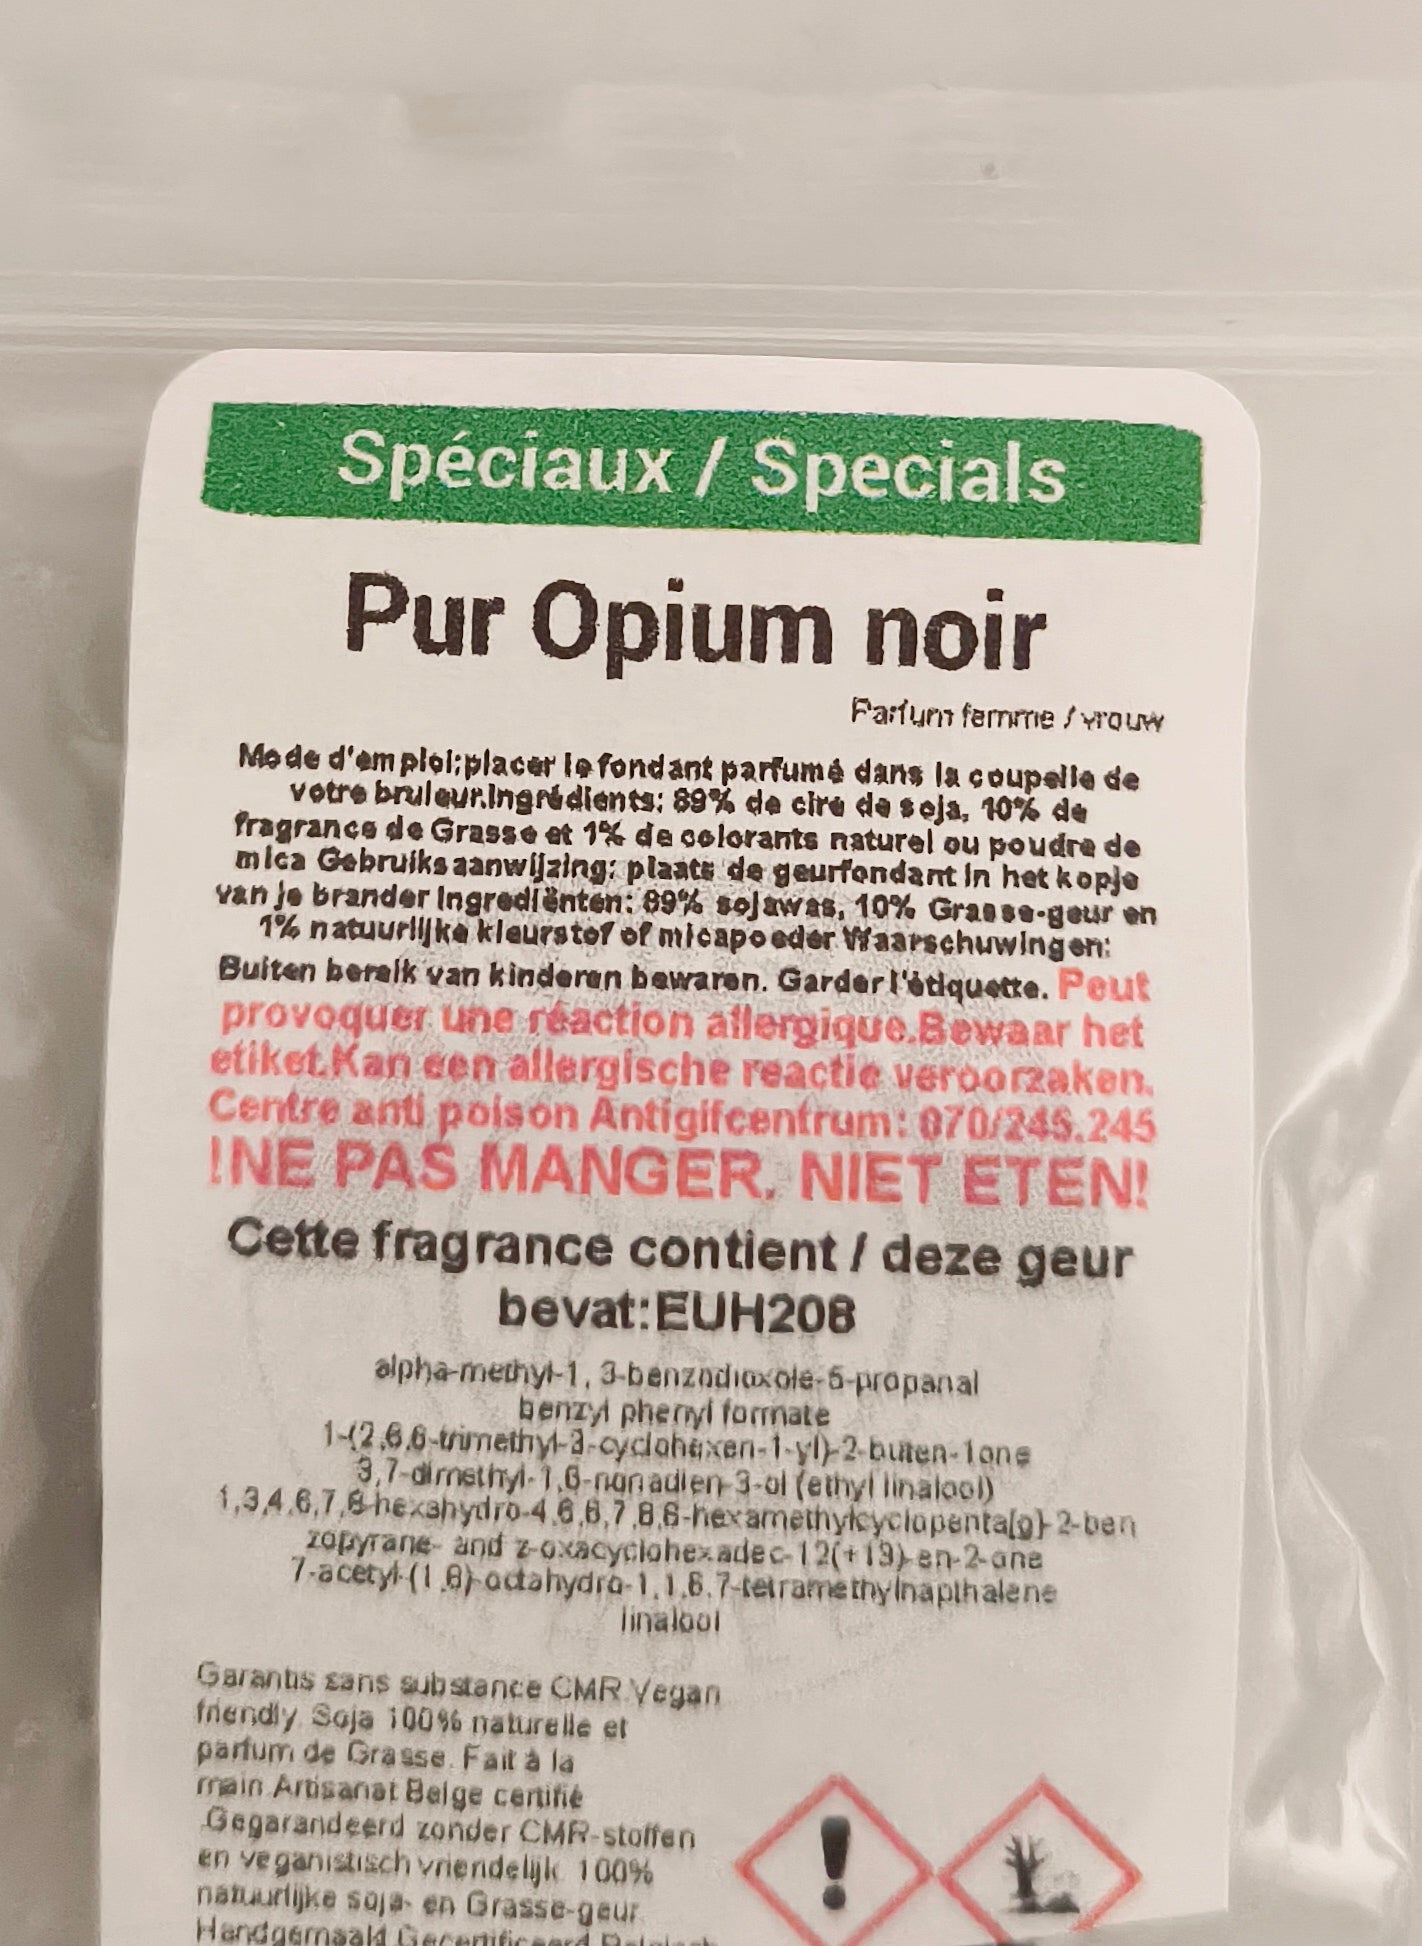 Spéciaux / Specials
Pur Opium noir
Parfum femme / vrouw
Mode d'emploi:placer le fondant parfumé dans la coupelle de
votre bruleur.Ingrédients: 89% de cire de soja, 10% de
fragrance de Grasse et 1% de colorants naturel ou poudre de
mica Gebruiksaanwijzing: plaats de geurfondant in het kopje
van je brander Ingrediënten: 89% sojawas, 10% Grasse-geur en
1% natuurlijke kleurstof of micapoeder Waarschuwingen:
Buiten bereik van kinderen bewaren. Garder l'étiquette. Peut
provoquer une réaction allergique.Bewaar het
etiket.Kan een allergische reactie veroorzaken.
Centre anti poison Antigifcentrum: 070/245.245
!NE PAS MANGER. NIET ETEN!
Cette fragrance contient / deze geur
bevat:EUH208
alpha-methyl-1, 3-benzodioxole-5-propanal
benzyl phenyl formate
1-(2,6,6-trimethyl-3-cyclohexen-1-yl)-2-buten-1one
3,7-dimethyl-1,6-nonadien-3-ol (ethyl linalool)
1,3,4,6,7,8-hexahydro-4,6,6,7,8,8-hexamethylcyclopenta[g]-2-ben
zopyrane- and z-oxacyclohexadec-12(+13)-en-2-one
7-acetyl-(1,8)-octahydro-1,1,6,7-tetramethylnapthalene
linalool
Garantis sans substance CMR.Vegan
friendly. Soja 100% naturelle et
parfum de Grasse. Fait à la
main Artisanat Belge certifié
.Gegarandeerd zonder CMR-stoffen
en veganistisch vriendelijk. 100%
natuurlijke soja- en Grasse-geur.
Handgemaakt Gecertificeerd Belgisch